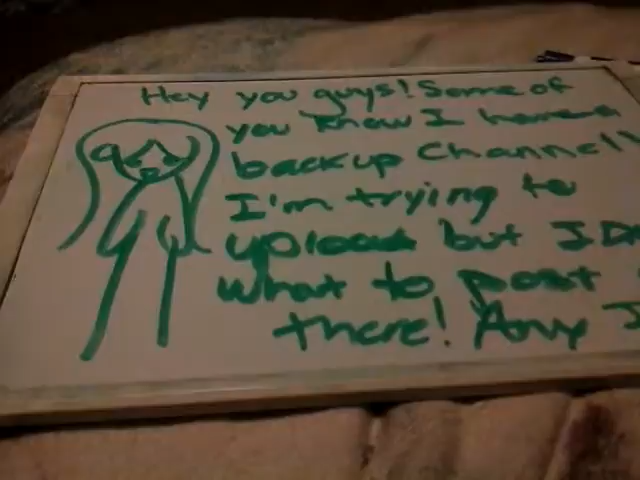 Hey you guys! Some of
you know I have a
backup channel!
I'm trying to
upload but I D
what to post
there! Any I